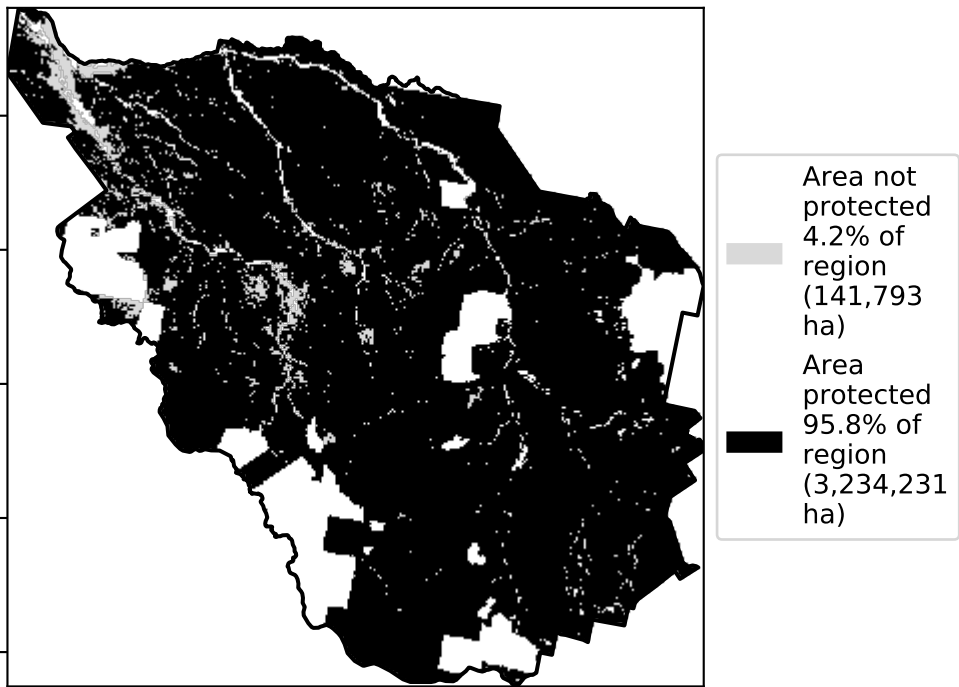 Area not
protected
4.2% of
region
(141,793
ha)
Area
protected
95.8% of
region
(3,234,231
ha)